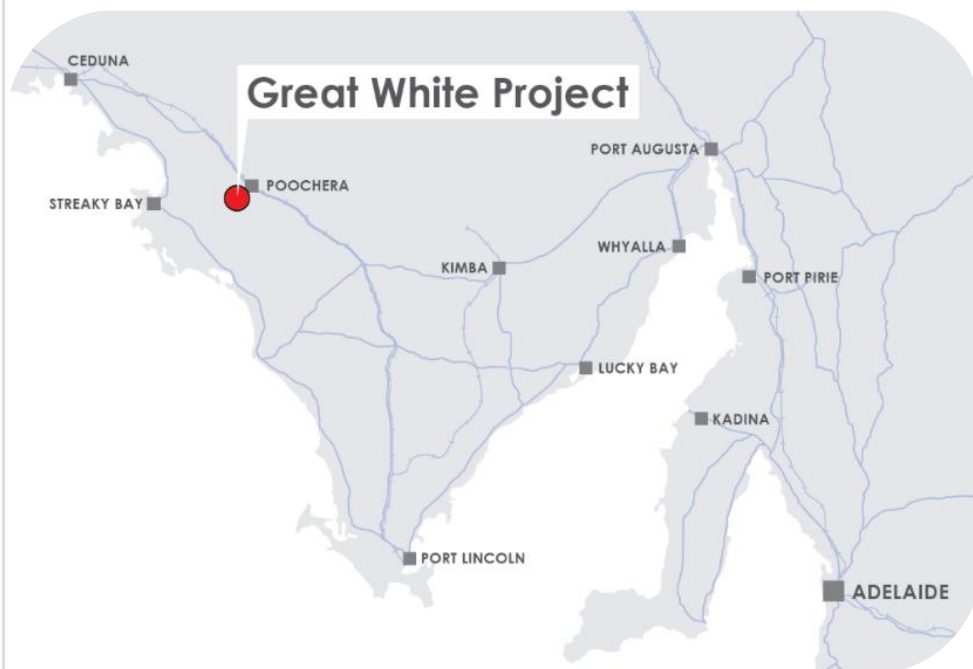 CEDUNA
Great White Project
PORT AUGUSTA
POOCHERA
STREAKY BAY
WHYALLA
KIMBA
PORT PIRIE
LUCKY BAY
KADINA
PORT LINCOLN
ADELAIDE